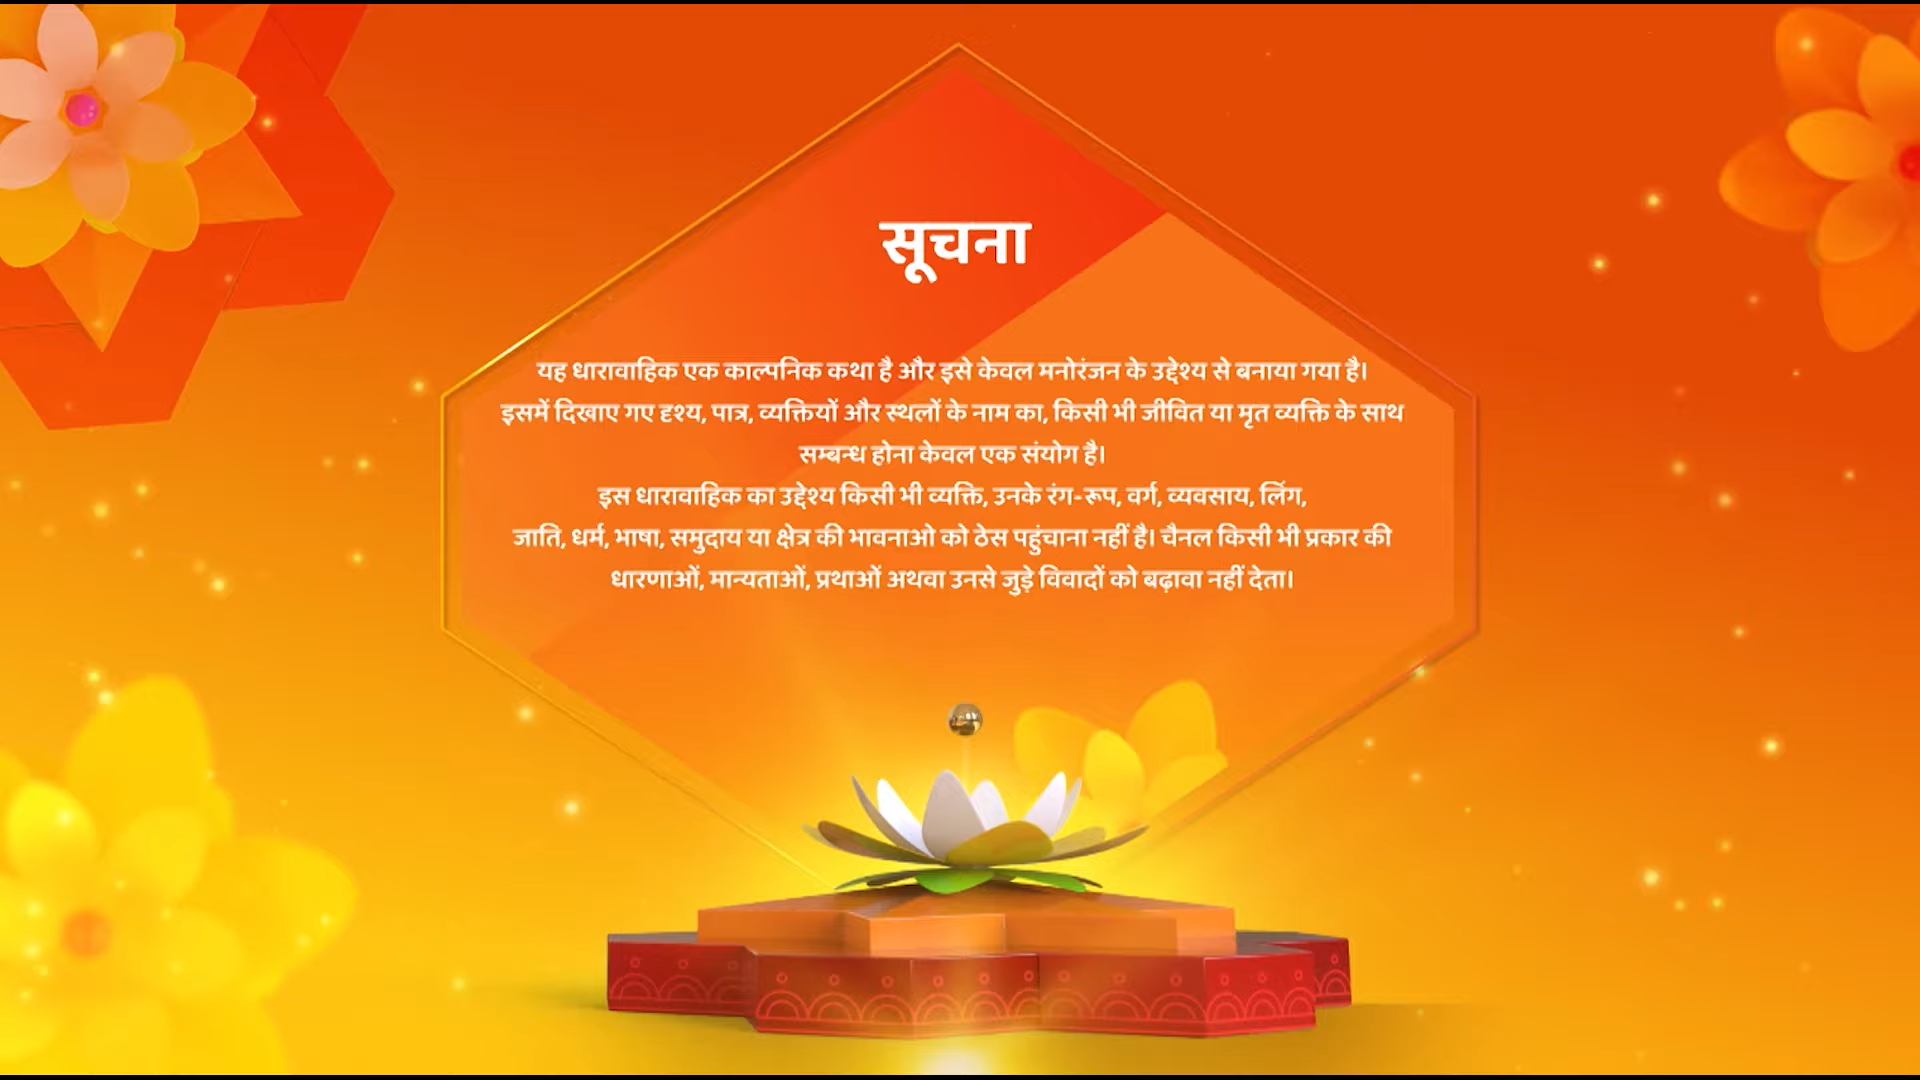 सूचना
यह धारावाहिक एक काल्पनिक कथा है और इसे केवल मनोरंजन के उद्देश्य से बनाया गया है।
इसमें दिखाए गए दृश्य, पात्र, व्यक्तियों और स्थलों के नाम का, किसी भी जीवित या मृत व्यक्ति के साथ
सम्बन्ध होना केवल एक संयोग है।
इस धारावाहिक का उद्देश्य किसी भी व्यक्ति, उनके रंग-रूप, वर्ग, व्यवसाय, लिंग,
जाति, धर्म, भाषा, समुदाय या क्षेत्र की भावनाओ को ठेस पहुंचाना नहीं है। चैनल किसी भी प्रकार की
धारणाओं, मान्यताओं, प्रथाओं अथवा उनसे जुड़े विवादों को बढ़ावा नहीं देता।